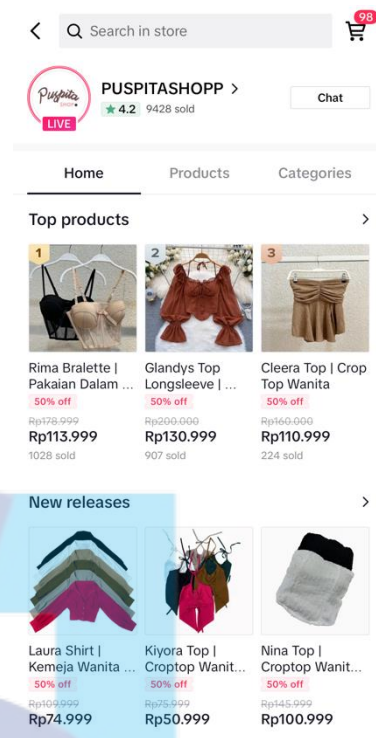 98
Search in store
Puspita
SHOP
LIVE
PUSPITASHOPP
4.2 9428 sold
Chat
Home Products Categories
Top products
1 2 3
Rima Bralette | Glandys Top Cleera Top | Crop
Pakaian Dalam ... Longsleeve | ... Top Wanita
50% off 50% off 50% off
Rp178.999 Rp200.000 Rp160.000
Rp113.999 Rp130.999 Rp110.999
1028 sold 907 sold 224 sold
New releases
Laura Shirt | Kiyora Top | Nina Top |
Kemeja Wanita ... Croptop Wanit... Croptop Wanit...
50% off 50% off 50% off
Rp109.999 Rp75.999 Rp145.999
Rp74.999 Rp50.999 Rp100.999